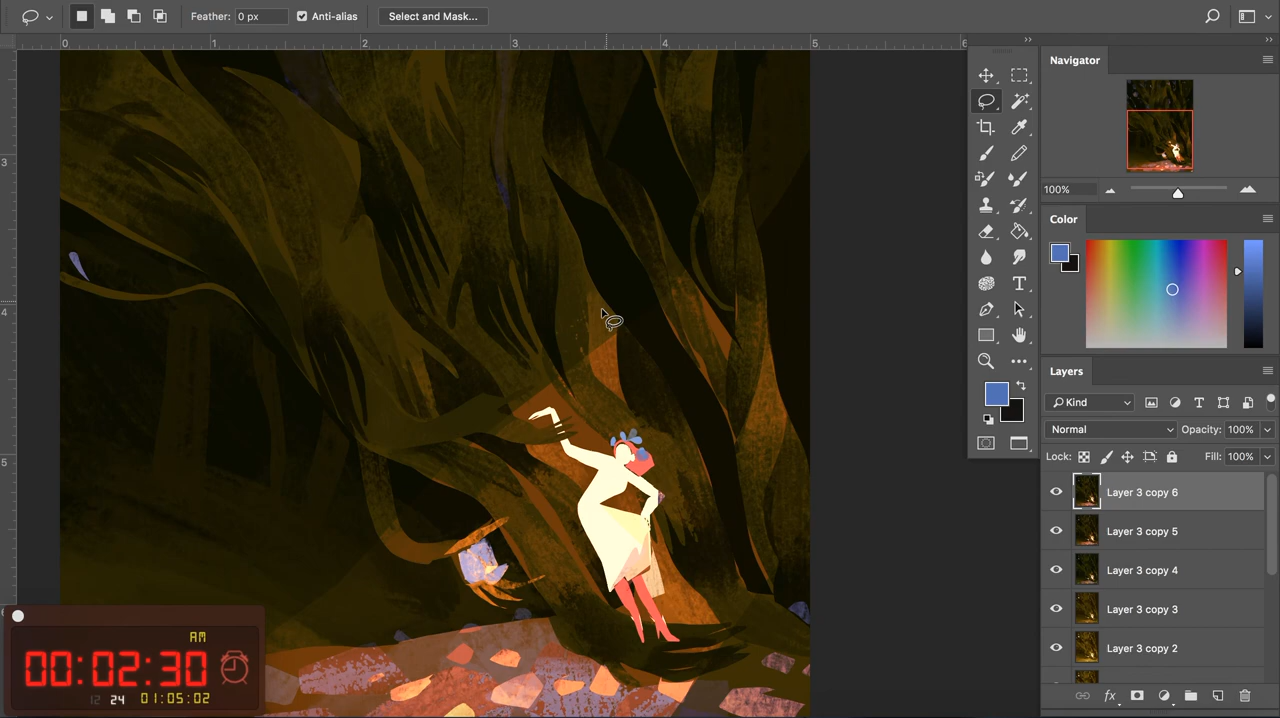 Feather: 0 px Anti-alias Select and Mask...
0 1 2 3 4 5 6
3
4
5
6
Navigator
100%
Color
Layers
Kind
Normal Opacity: 100%
Lock: Fill: 100%
Layer 3 copy 6
Layer 3 copy 5
Layer 3 copy 4
Layer 3 copy 3
Layer 3 copy 2
fx
AM
00:02:30
12 24 01:05:02